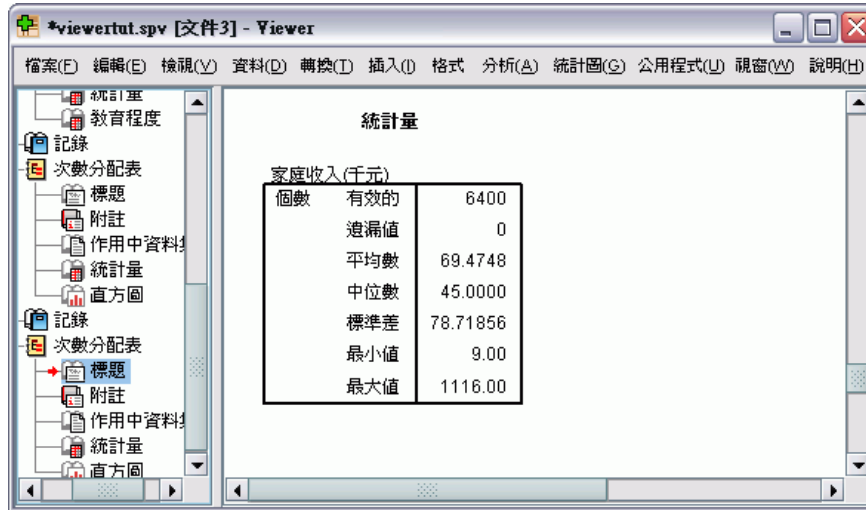 *viewertut.spv [文件3] - Viewer
檔案(F) 編輯(E) 檢視(V) 資料(D) 轉換(T) 插入(I) 格式 分析(A) 統計圖(G) 公用程式(U) 視窗(W) 說明(H)
統計量
教育程度
記錄
次數分配表
標題
附註
作用中資料集
統計量
直方圖
記錄
次數分配表
標題
附註
作用中資料集
統計量
直方圖
統計量
家庭收入(千元)
個數 有效的 6400
遺漏值 0
平均數 69.4748
中位數 45.0000
標準差 78.71856
最小值 9.00
最大值 1116.00